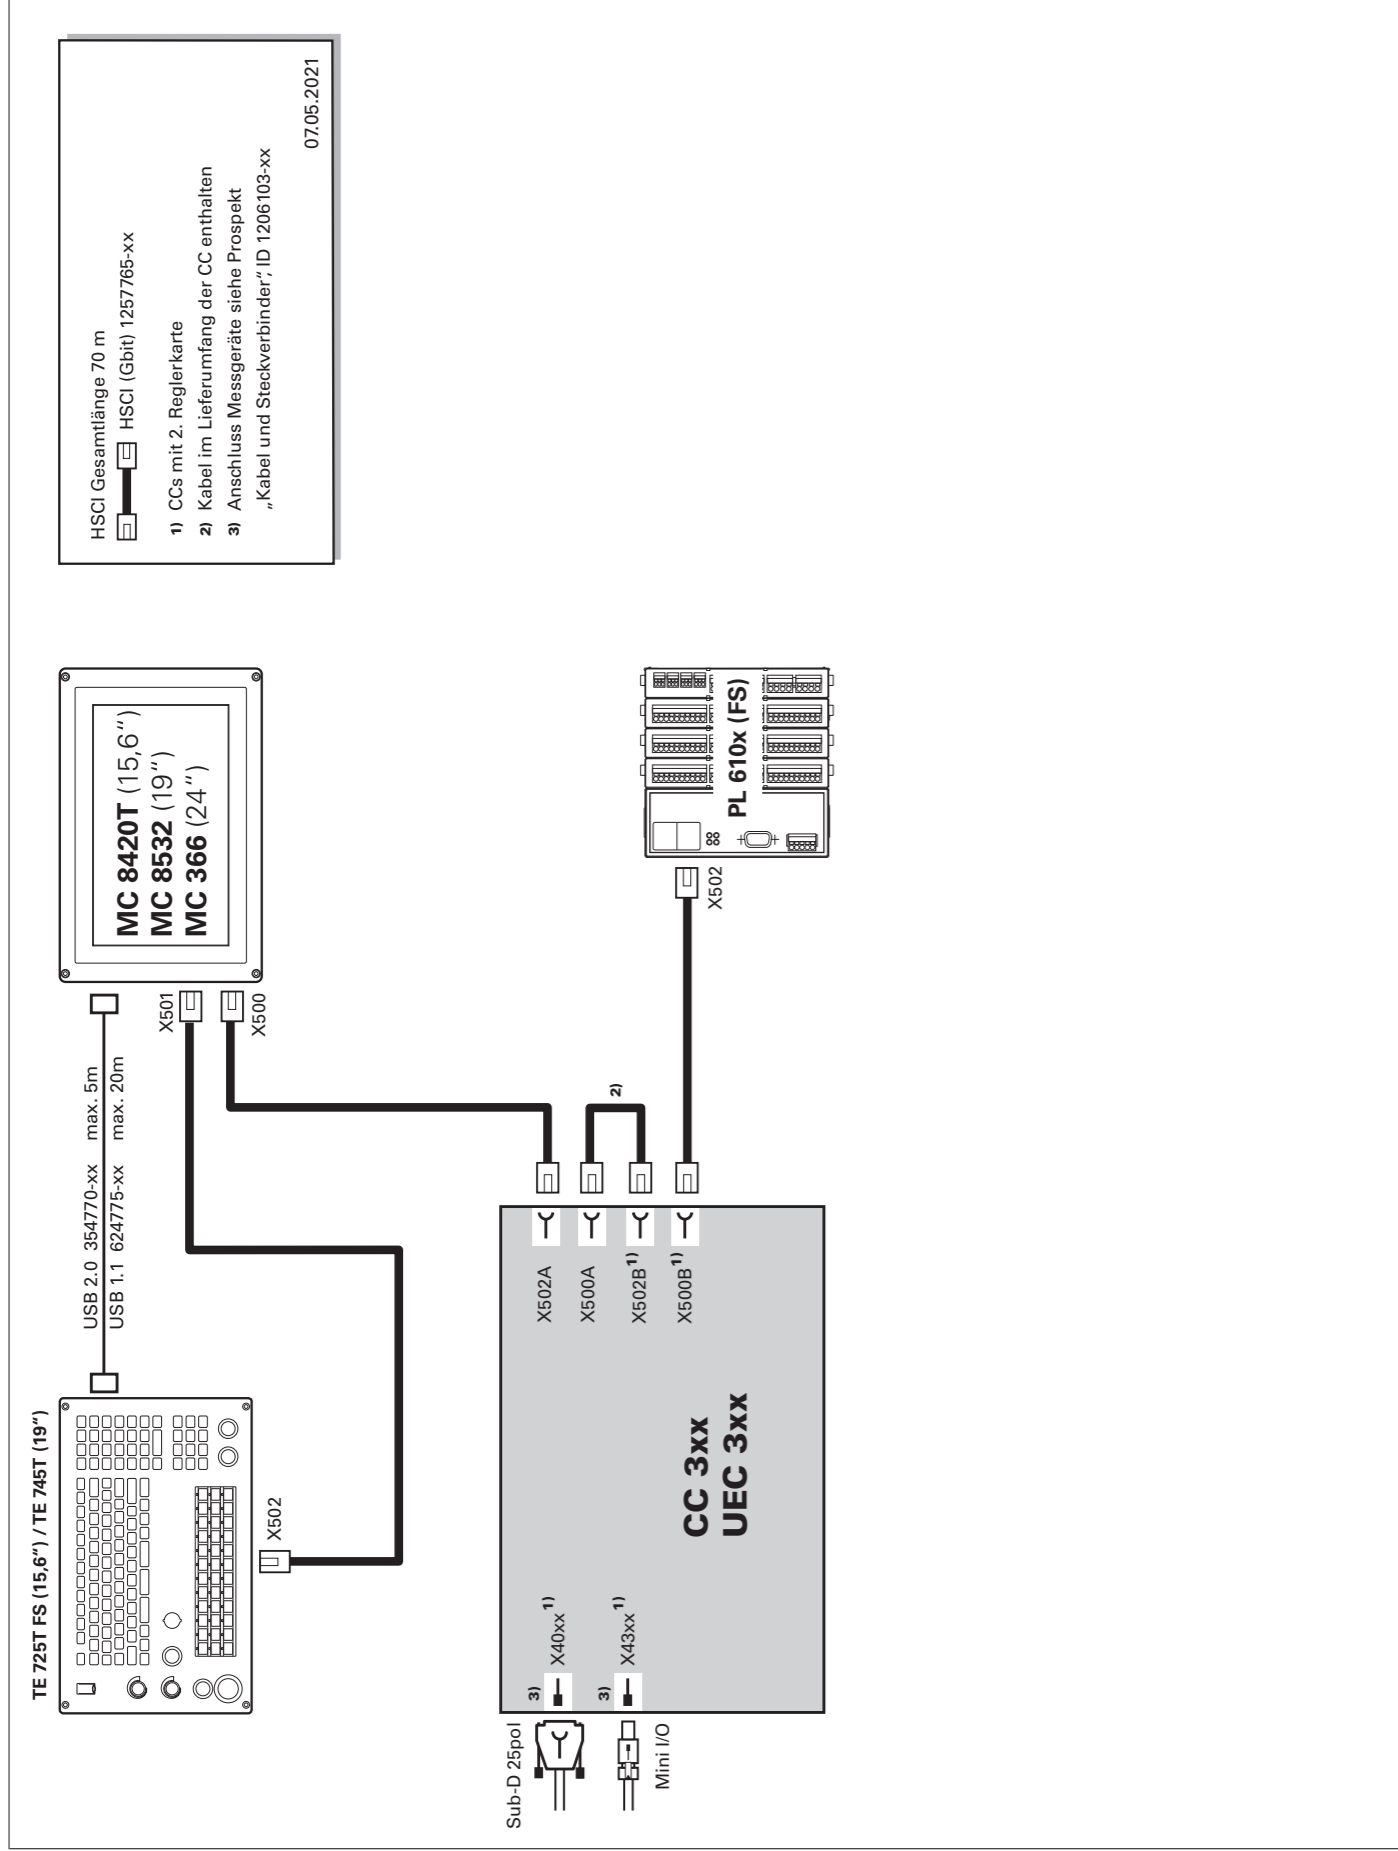 TE 725T FS (15,6“) / TE 745T (19“)
USB 2.0 354770-xx max. 5m
USB 1.1 624775-xx max. 20m
X502
X501
X500
MC 8420T (15,6“)
MC 8532 (19“)
MC 366 (24“)
HSCI Gesamtlänge 70 m
HSCI (Gbit) 1257765-xx
1) CCs mit 2. Reglerkarte
2) Kabel im Lieferumfang der CC enthalten
3) Anschluss Messgeräte siehe Prospekt
„Kabel und Steckverbinder“, ID 1206103-xx
07.05.2021
Sub-D 25pol
3)
X40xx 1)
3)
X43xx 1)
Mini I/O
CC 3xx
UEC 3xx
X502A
X500A
X502B 1)
X500B 1)
2)
X502
PL 610x (FS)